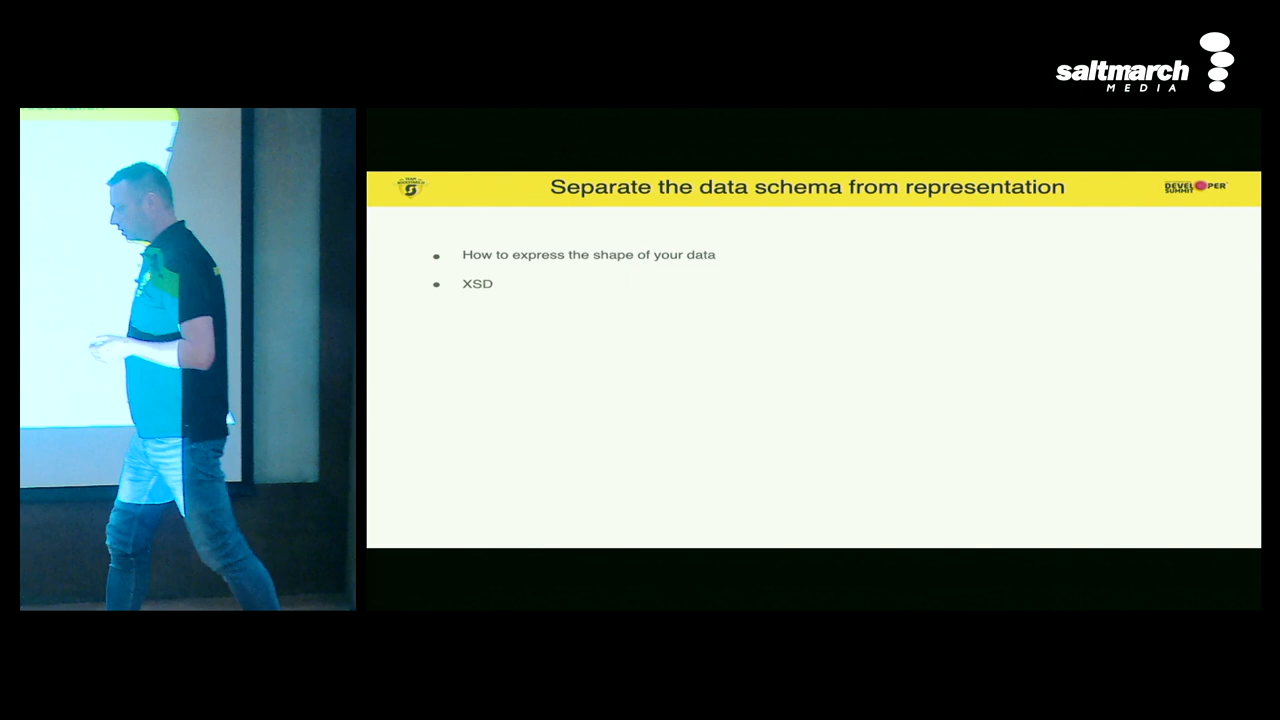 saltmarch
MEDIA
Separate the data schema from representation
DEVELOPER
SUMMIT
• How to express the shape of your data
• XSD